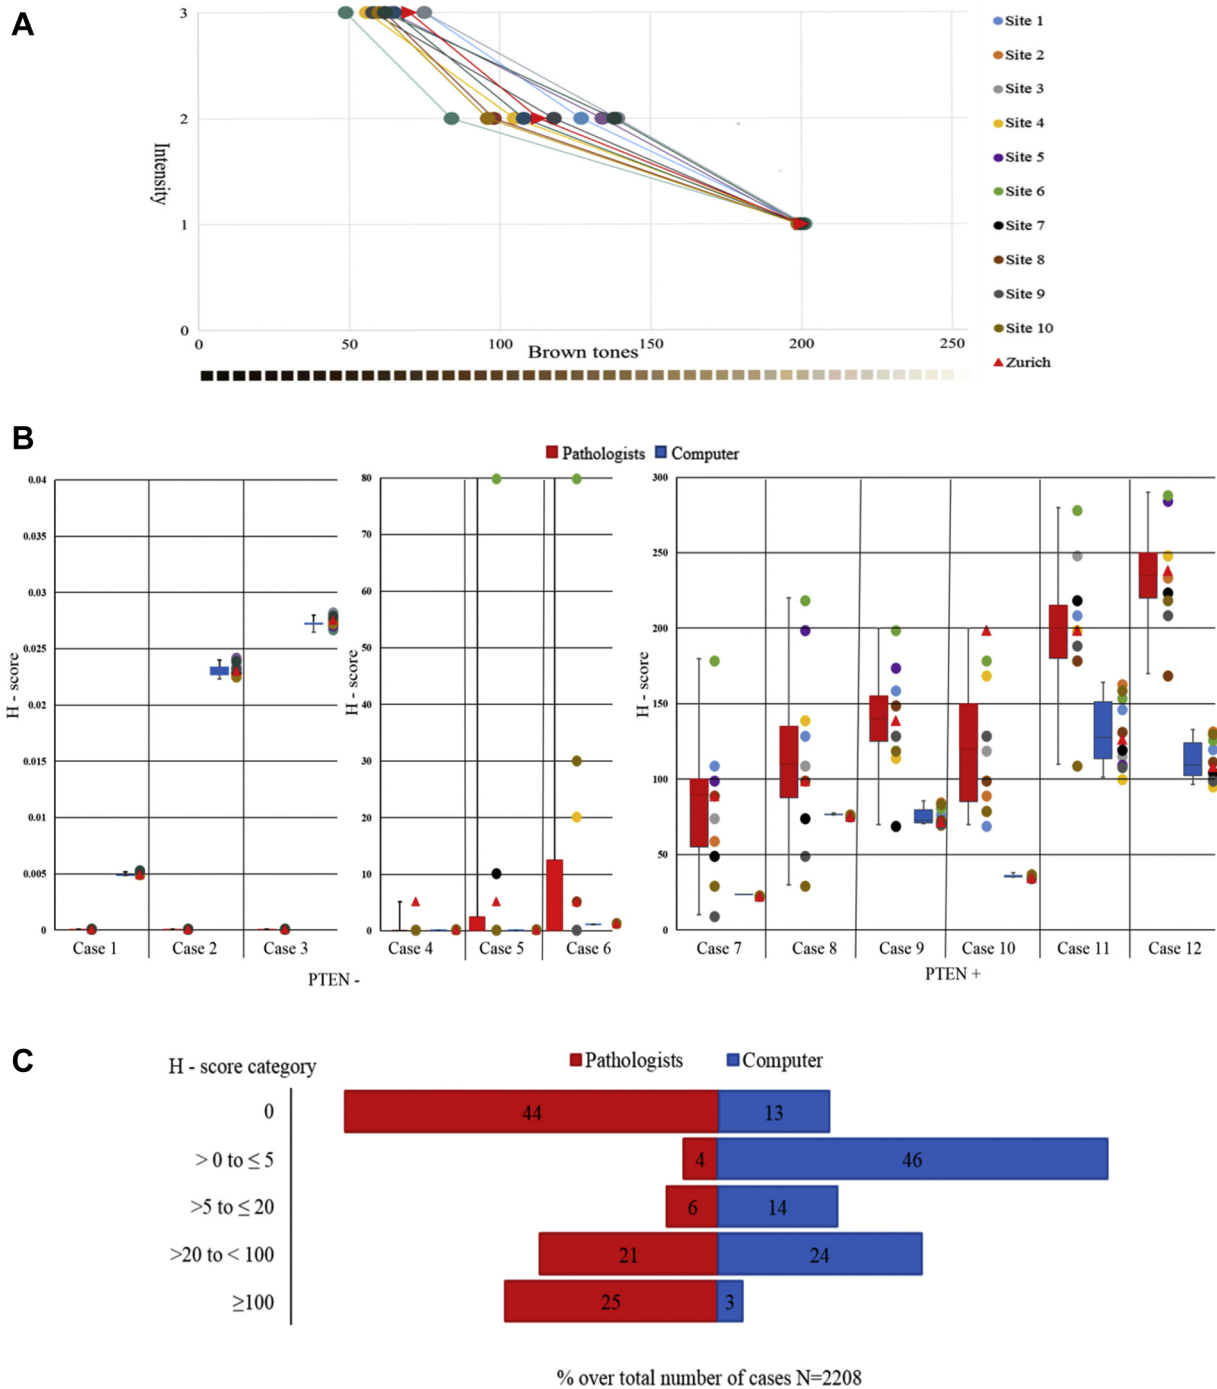 A
3
2
1
0
Intensity
0 50 100 150 200 250
Brown tones
Site 1
Site 2
Site 3
Site 4
Site 5
Site 6
Site 7
Site 8
Site 9
Site 10
Zurich
B
Pathologists Computer
H - score
0.04
0.035
0.03
0.025
0.02
0.015
0.01
0.005
0
Case 1 Case 2 Case 3
H - score
80
70
60
50
40
30
20
10
0
Case 4 Case 5 Case 6
PTEN -
H - score
300
250
200
150
100
50
0
Case 7 Case 8 Case 9 Case 10 Case 11 Case 12
PTEN +
C
H - score category
Pathologists Computer
0 44 13
> 0 to ≤ 5 4 46
>5 to ≤ 20 6 14
>20 to < 100 21 24
≥100 25 3
% over total number of cases N=2208